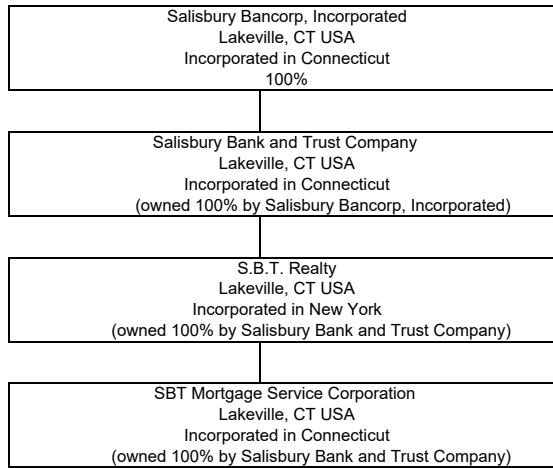 Salisbury Bancorp, Incorporated
Lakeville, CT USA
Incorporated in Connecticut
100%
Salisbury Bank and Trust Company
Lakeville, CT USA
Incorporated in Connecticut
(owned 100% by Salisbury Bancorp, Incorporated)
S.B.T. Realty
Lakeville, CT USA
Incorporated in New York
(owned 100% by Salisbury Bank and Trust Company)
SBT Mortgage Service Corporation
Lakeville, CT USA
Incorporated in Connecticut
(owned 100% by Salisbury Bank and Trust Company)